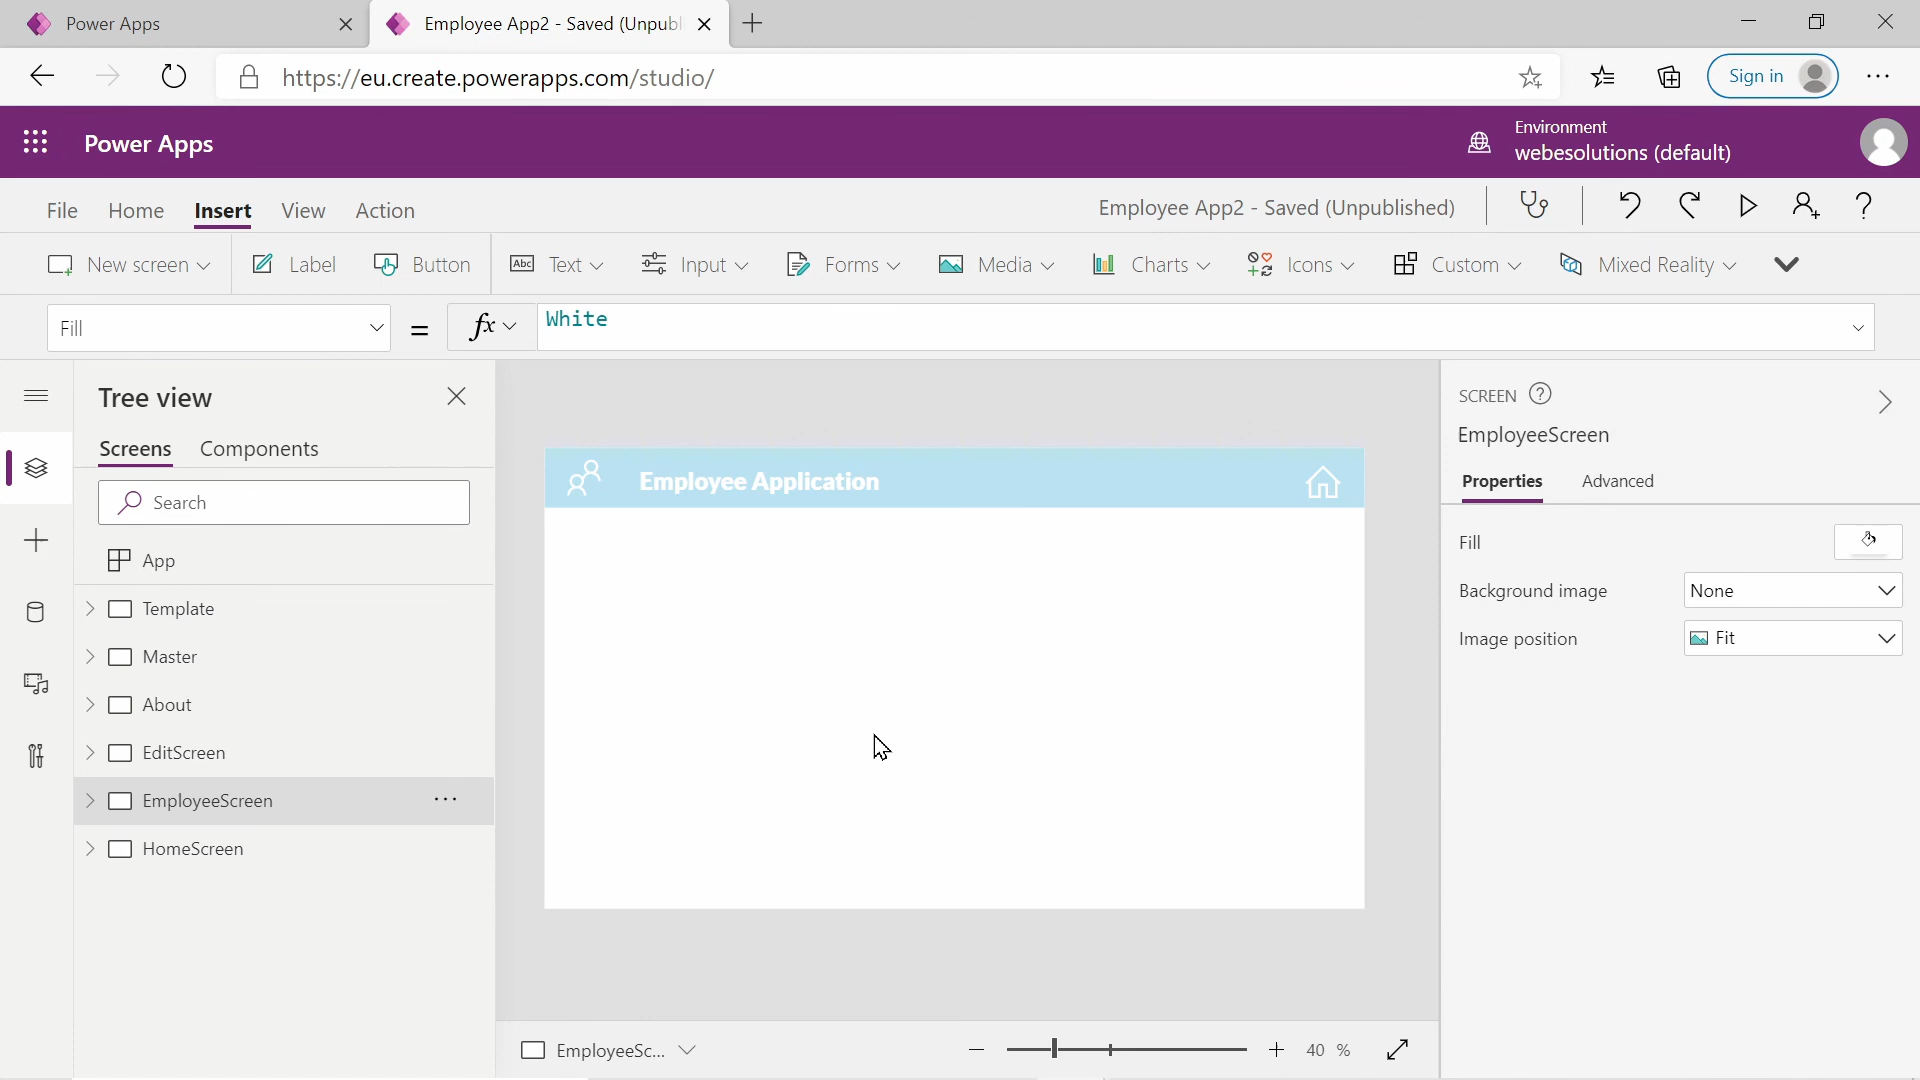 Power Apps
Employee App2 - Saved (Unpubl
https://eu.create.powerapps.com/studio/
Sign in
Power Apps
Environment
webesolutions (default)
File Home Insert View Action
Employee App2 - Saved (Unpublished)
New screen Label Button Abc Text Input Forms Media Charts Icons Custom Mixed Reality
Fill = fx White
Tree view
Screens Components
Search
App
Template
Master
About
EditScreen
EmployeeScreen
HomeScreen
Employee Application
SCREEN
EmployeeScreen
Properties Advanced
Fill
Background image None
Image position Fit
EmployeeSc... 40 %